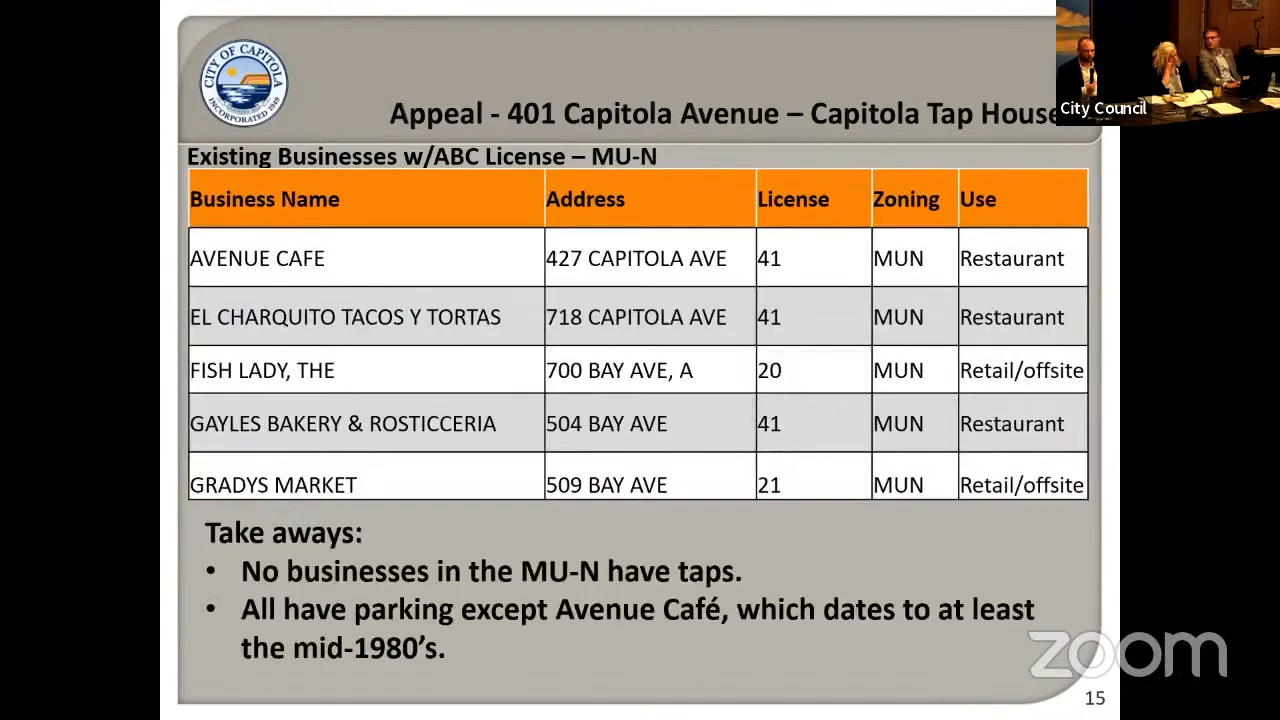 CITY OF CAPITOLA
INCORPORATED 1949
Appeal - 401 Capitola Avenue – Capitola Tap House
City Council
Existing Businesses w/ABC License – MU-N
Business Name Address License Zoning Use
AVENUE CAFE 427 CAPITOLA AVE 41 MUN Restaurant
EL CHARQUITO TACOS Y TORTAS 718 CAPITOLA AVE 41 MUN Restaurant
FISH LADY, THE 700 BAY AVE, A 20 MUN Retail/offsite
GAYLES BAKERY & ROSTICCERIA 504 BAY AVE 41 MUN Restaurant
GRADYS MARKET 509 BAY AVE 21 MUN Retail/offsite
Take aways:
• No businesses in the MU-N have taps.
• All have parking except Avenue Café, which dates to at least
the mid-1980’s.
zoom
15